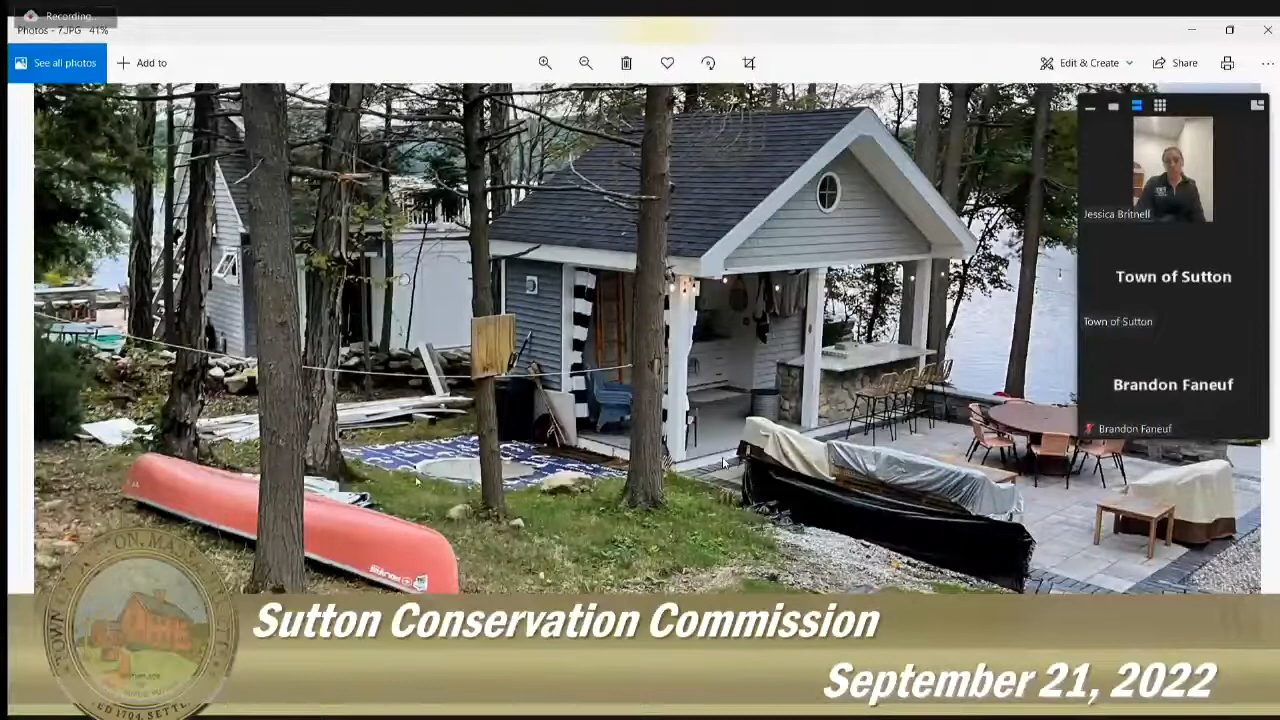 Recording...
Photos - 7.JPG 41%
See all photos
Add to
Edit & Create
Share
Jessica Britnell
Town of Sutton
Town of Sutton
Brandon Faneuf
Brandon Faneuf
Sutton Conservation Commission
September 21, 2022